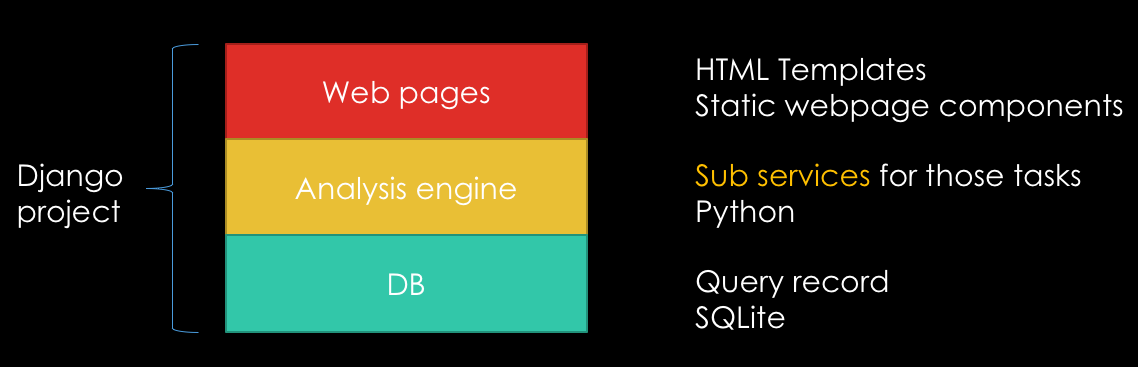 Django
project
Web pages
Analysis engine
DB
HTML Templates
Static webpage components
Sub services for those tasks
Python
Query record
SQLite